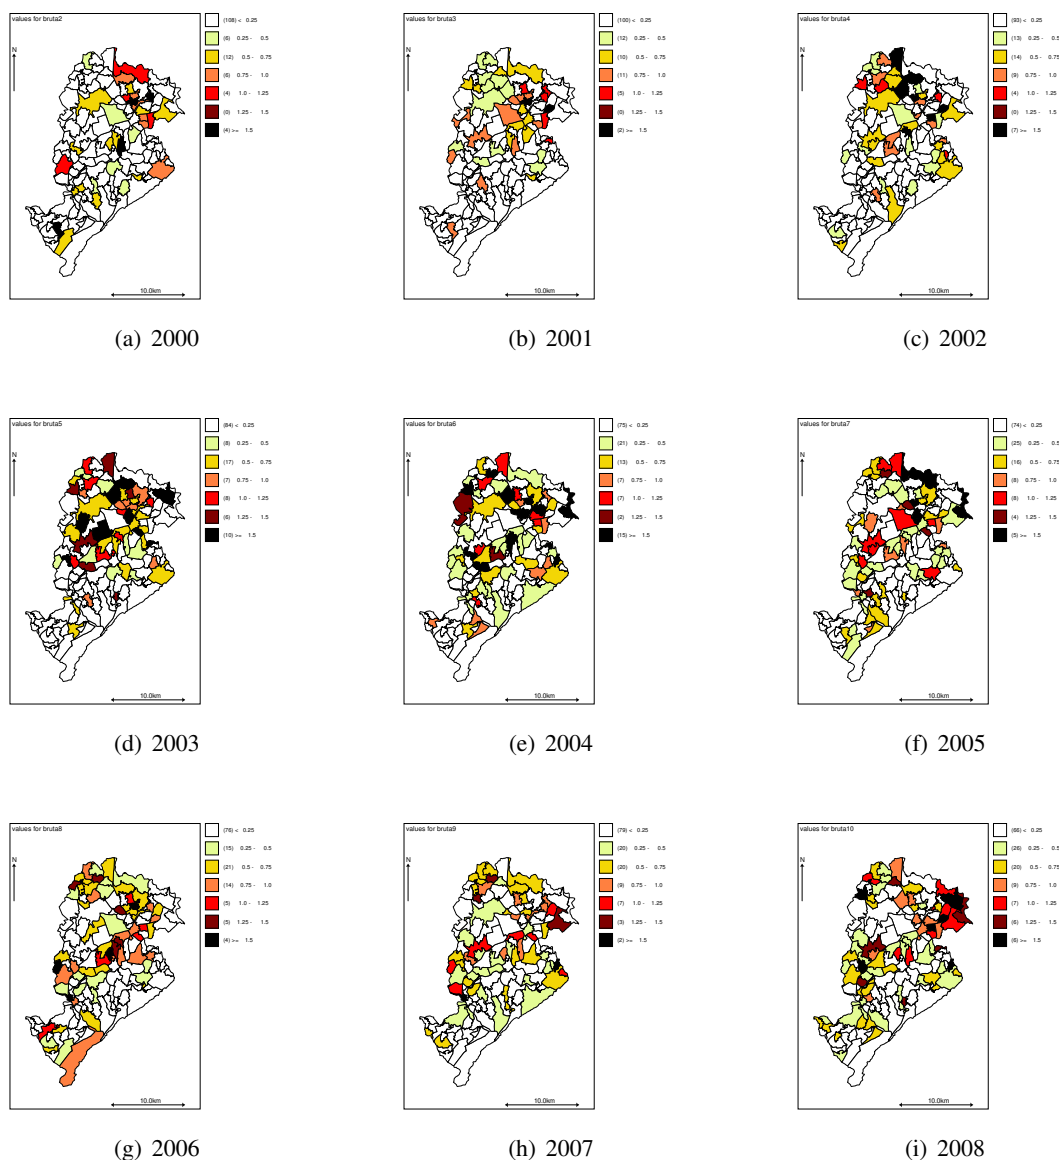 values for bruta2
N
10.0km
(108) < 0.25
(6) 0.25 - 0.5
(12) 0.5 - 0.75
(6) 0.75 - 1.0
(4) 1.0 - 1.25
(0) 1.25 - 1.5
(4) >= 1.5
(a) 2000
values for bruta3
N
10.0km
(100) < 0.25
(12) 0.25 - 0.5
(10) 0.5 - 0.75
(11) 0.75 - 1.0
(5) 1.0 - 1.25
(0) 1.25 - 1.5
(2) >= 1.5
(b) 2001
values for bruta4
N
10.0km
(93) < 0.25
(13) 0.25 - 0.5
(14) 0.5 - 0.75
(9) 0.75 - 1.0
(4) 1.0 - 1.25
(0) 1.25 - 1.5
(7) >= 1.5
(c) 2002
values for bruta5
N
10.0km
(84) < 0.25
(8) 0.25 - 0.5
(17) 0.5 - 0.75
(7) 0.75 - 1.0
(8) 1.0 - 1.25
(6) 1.25 - 1.5
(10) >= 1.5
(d) 2003
values for bruta6
N
10.0km
(75) < 0.25
(21) 0.25 - 0.5
(13) 0.5 - 0.75
(7) 0.75 - 1.0
(7) 1.0 - 1.25
(2) 1.25 - 1.5
(15) >= 1.5
(e) 2004
values for bruta7
N
10.0km
(74) < 0.25
(25) 0.25 - 0.5
(16) 0.5 - 0.75
(8) 0.75 - 1.0
(8) 1.0 - 1.25
(4) 1.25 - 1.5
(5) >= 1.5
(f) 2005
values for bruta8
N
10.0km
(76) < 0.25
(15) 0.25 - 0.5
(21) 0.5 - 0.75
(14) 0.75 - 1.0
(5) 1.0 - 1.25
(5) 1.25 - 1.5
(4) >= 1.5
(g) 2006
values for bruta9
N
10.0km
(79) < 0.25
(20) 0.25 - 0.5
(20) 0.5 - 0.75
(9) 0.75 - 1.0
(7) 1.0 - 1.25
(3) 1.25 - 1.5
(2) >= 1.5
(h) 2007
values for bruta10
N
10.0km
(66) < 0.25
(26) 0.25 - 0.5
(20) 0.5 - 0.75
(9) 0.75 - 1.0
(7) 1.0 - 1.25
(6) 1.25 - 1.5
(6) >= 1.5
(i) 2008